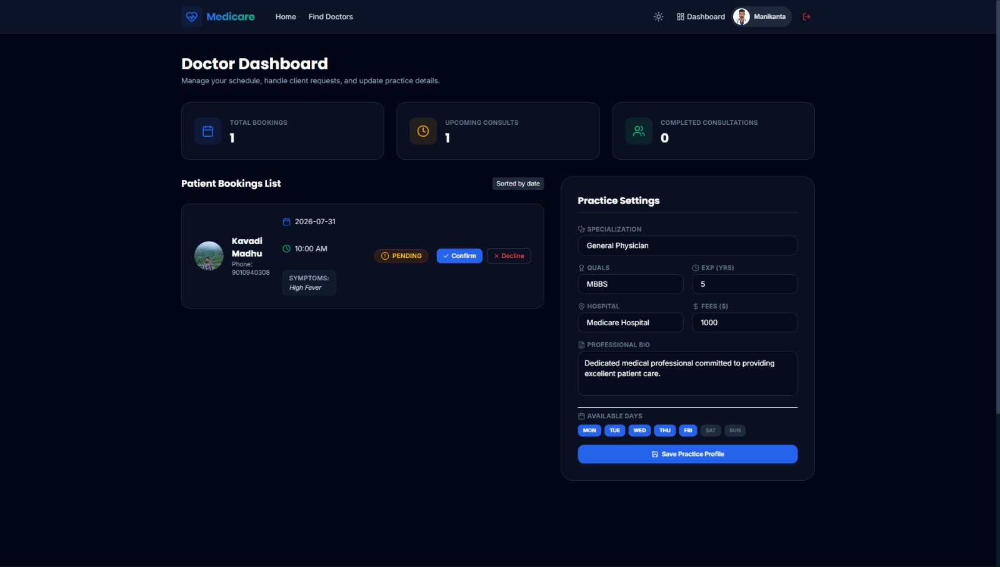 Medicare
Home
Find Doctors
Dashboard
Manikanta
Doctor Dashboard
Manage your schedule, handle client requests, and update practice details.
TOTAL BOOKINGS
1
UPCOMING CONSULTS
1
COMPLETED CONSULTATIONS
0
Patient Bookings List
Sorted by date
Kavadi
Madhu
Phone:
9010940308
2026-07-31
10:00 AM
SYMPTOMS:
High Fever
PENDING
Confirm
Decline
Practice Settings
SPECIALIZATION
General Physician
QUALS
EXP (YRS)
MBBS
5
HOSPITAL
FEES ($)
Medicare Hospital
1000
PROFESSIONAL BIO
Dedicated medical professional committed to providing
excellent patient care.
AVAILABLE DAYS
MON
TUE
WED
THU
FRI
SAT
SUN
Save Practice Profile